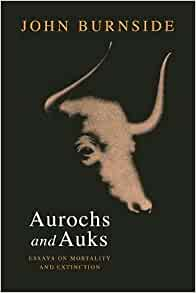 JOHN BURNSIDE
Aurochs
and Auks
ESSAYS ON MORTALITY
AND EXTINCTION